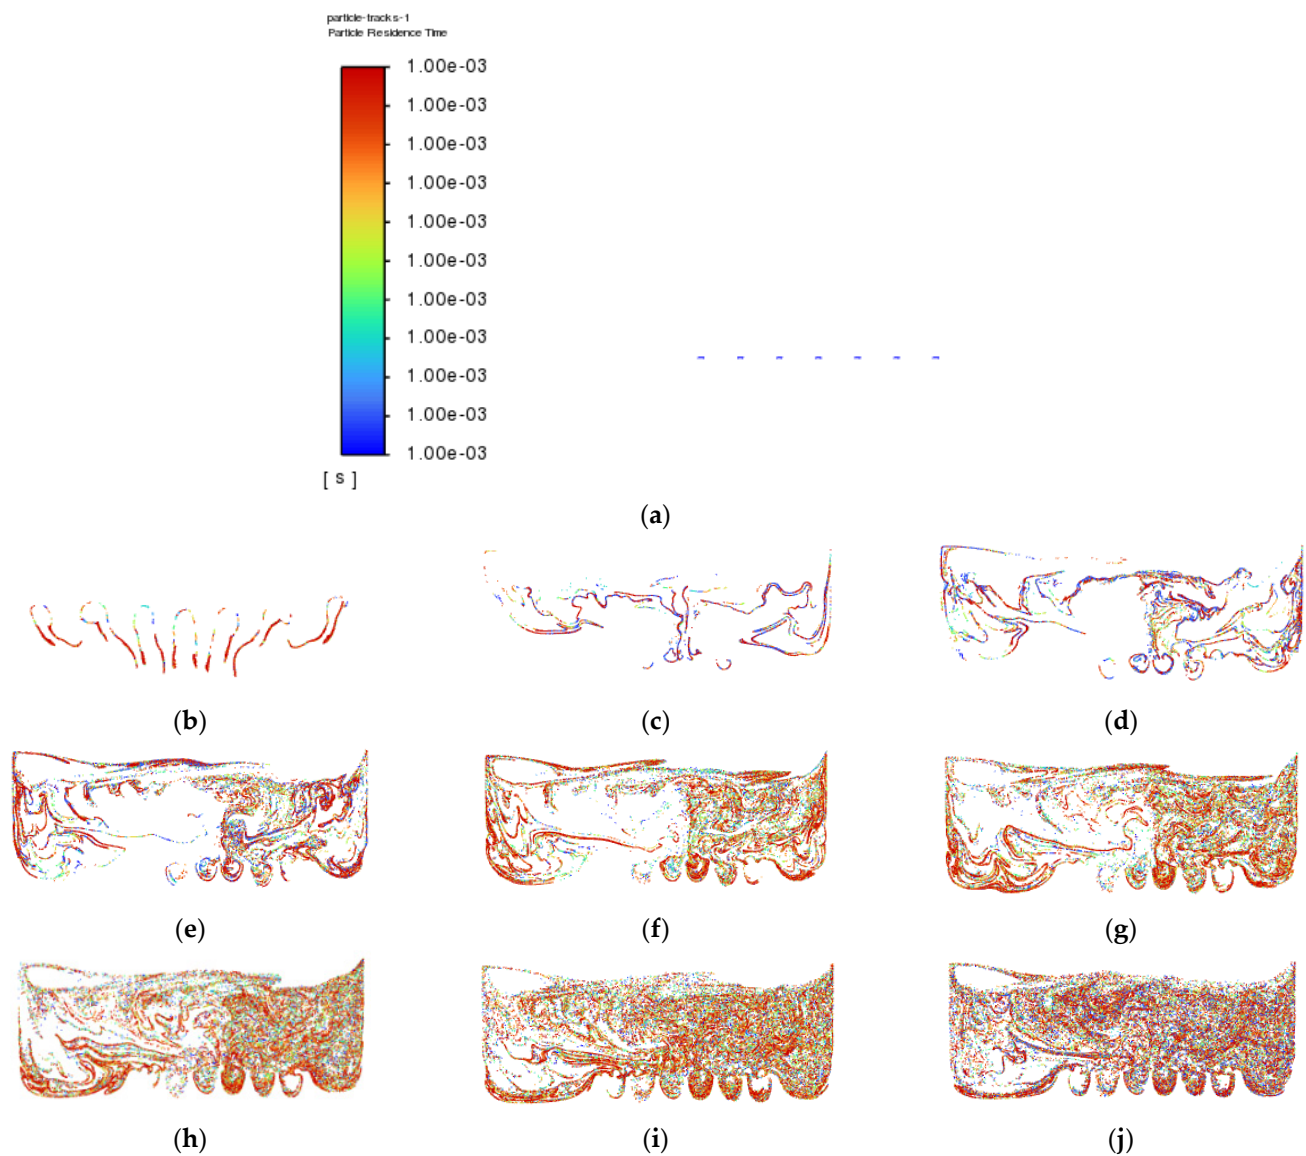 particle-tracks-1
Particle Residence Time
1.00e-03
1.00e-03
1.00e-03
1.00e-03
1.00e-03
1.00e-03
1.00e-03
1.00e-03
1.00e-03
1.00e-03
1.00e-03
[ s ]
(a)
(b) (c) (d)
(e) (f) (g)
(h) (i) (j)